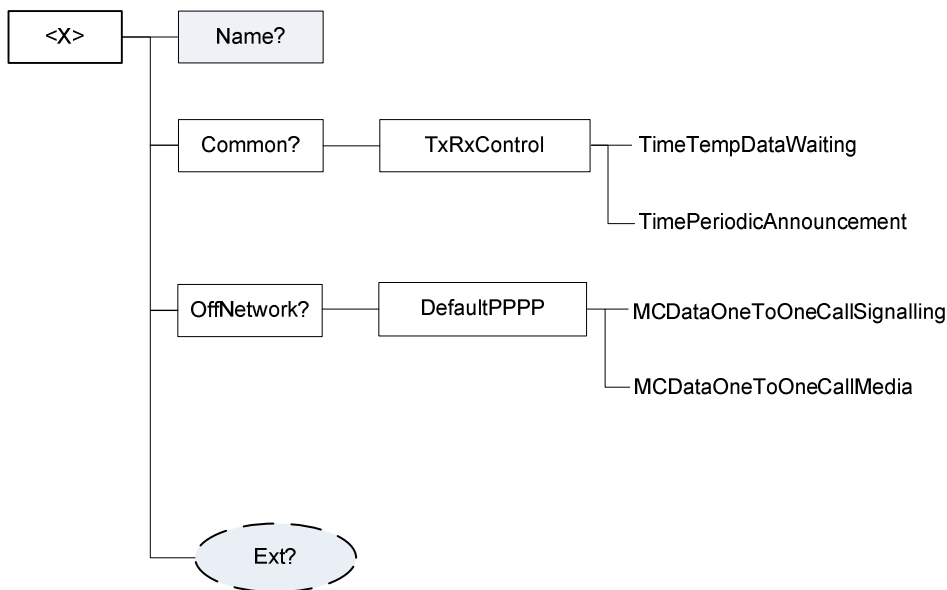 <X>
Name?
Common?
TxRxControl
TimeTempDataWaiting
TimePeriodicAnnouncement
OffNetwork?
DefaultPPPP
MCDataOneToOneCallSignalling
MCDataOneToOneCallMedia
Ext?